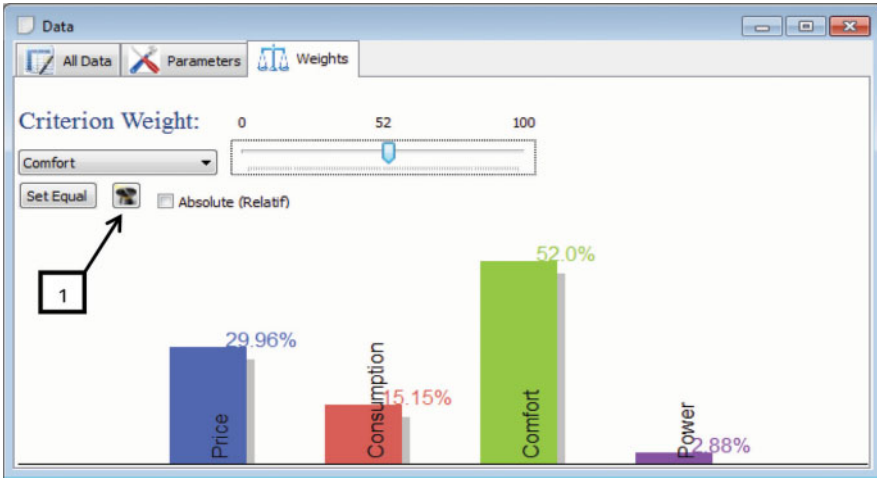 Data
All Data Parameters Weights
Criterion Weight: 0 52 100
Comfort
Set Equal Absolute (Relatif)
1
52.0%
29.96%
15.15%
2.88%
Price Consumption Comfort Power